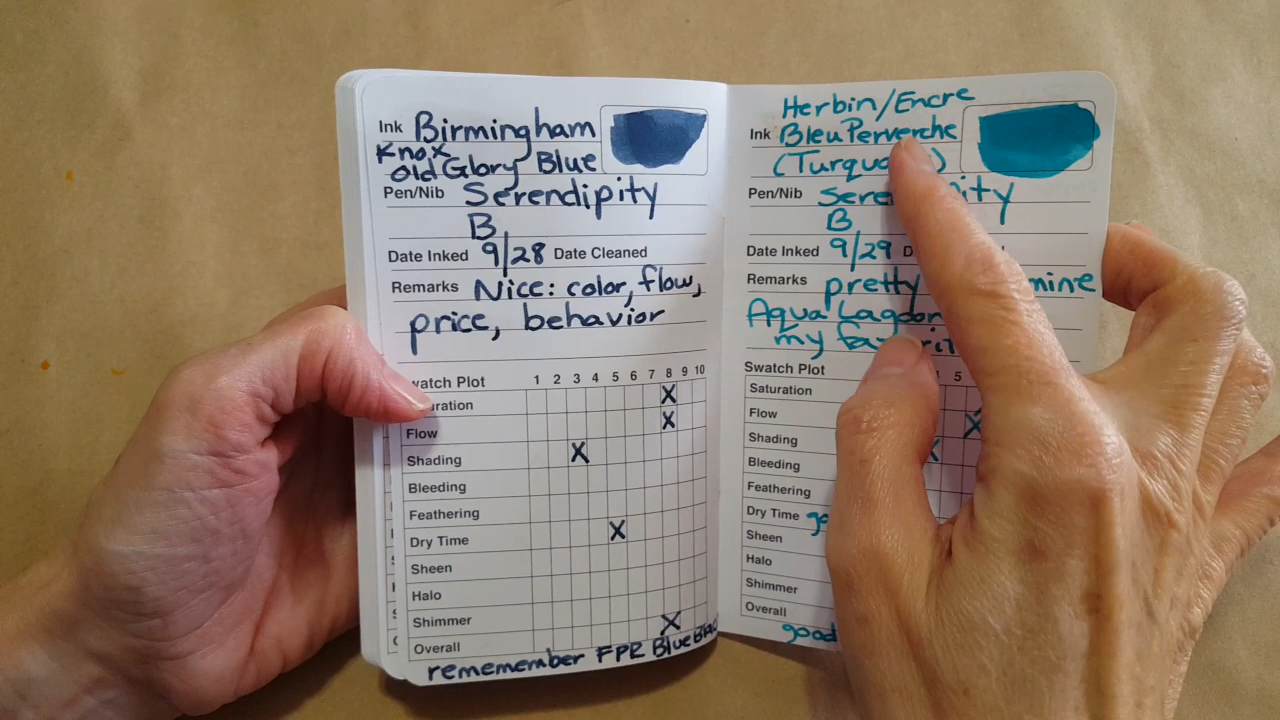 Ink Birmingham
Knox
Old Glory Blue
Pen/Nib Serendipity
B
Date Inked 9/28 Date Cleaned
Remarks Nice: color, flow,
price, behavior
Swatch Plot 1 2 3 4 5 6 7 8 9 10
Saturation X
Flow X
Shading X
Bleeding
Feathering
Dry Time X
Sheen
Halo
Shimmer
Overall X
rememember FPR Blue Black
Herbin/Encre
Ink Bleu Perverche
Pen/Nib
B
Date Inked 9/29
Remarks pretty
Aqua Lagoon
my
Swatch Plot 5
Saturation
Flow X
Shading
Bleeding
Feathering
Dry Time
Sheen
Halo
Shimmer
Overall
good